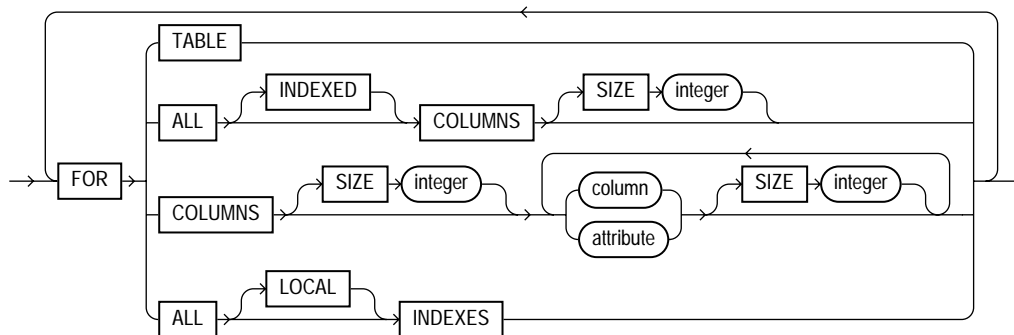 TABLE
INDEXED SIZE integer
ALL COLUMNS
FOR SIZE integer column SIZE integer
COLUMNS attribute
LOCAL
ALL INDEXES